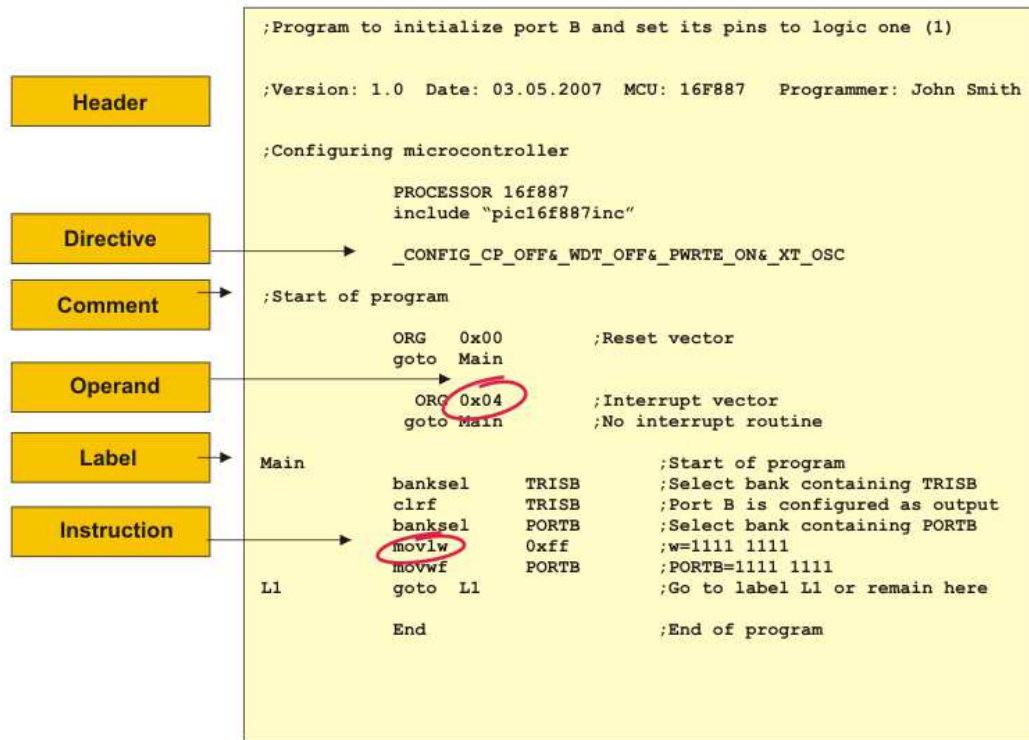 ;Program to initialize port B and set its pins to logic one (1)
Header
;Version: 1.0 Date: 03.05.2007 MCU: 16F887 Programmer: John Smith
;Configuring microcontroller
PROCESSOR 16f887
include “pic16f887inc”
Directive
_CONFIG_CP_OFF&_WDT_OFF&_PWRTE_ON&_XT_OSC
Comment
;Start of program
ORG 0x00 ;Reset vector
goto Main
Operand
ORG 0x04 ;Interrupt vector
goto Main ;No interrupt routine
Label
Main ;Start of program
banksel TRISB ;Select bank containing TRISB
clrf TRISB ;Port B is configured as output
banksel PORTB ;Select bank containing PORTB
Instruction
movlw 0xff ;w=1111 1111
movwf PORTB ;PORTB=1111 1111
L1 goto L1 ;Go to label L1 or remain here
End ;End of program